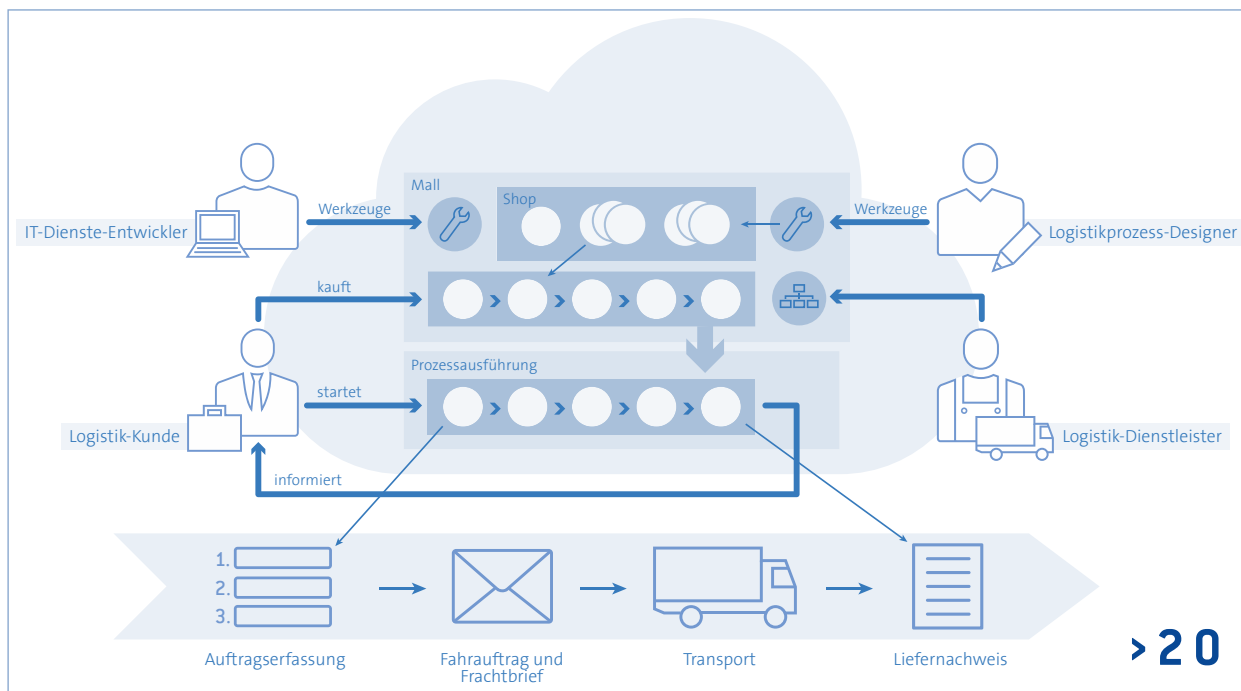 Mall
Shop
Werkzeuge
Werkzeuge
IT-Dienste-Entwickler
Logistikprozess-Designer
kauft
Prozessausführung
startet
Logistik-Kunde
Logistik-Dienstleister
informiert
1.
2.
3.
Auftragserfassung
Fahrauftrag und
Frachtbrief
Transport
Liefernachweis
>20